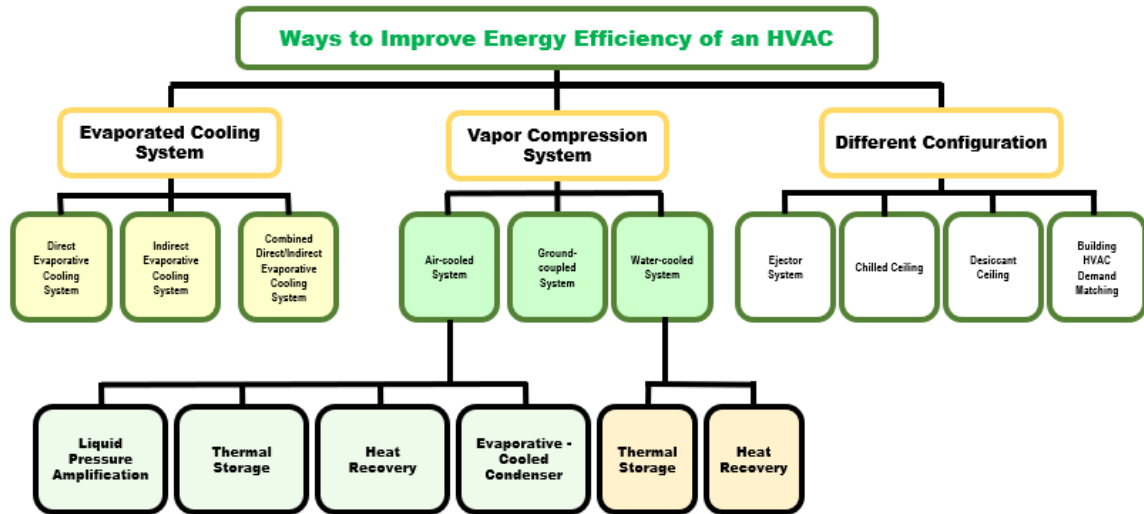 Ways to Improve Energy Efficiency of an HVAC
Evaporated Cooling
System
Vapor Compression
System
Different Configuration
Direct
Evaporative
Cooling
System
Indirect
Evaporative
Cooling
System
Combined
Direct/Indirect
Evaporative
Cooling
System
Air-cooled
System
Ground-
coupled
System
Water-cooled
System
Ejector
System
Chilled Ceiling
Desiccant
Ceiling
Building
HVAC
Demand
Matching
Liquid
Pressure
Amplification
Thermal
Storage
Heat
Recovery
Evaporative -
Cooled
Condenser
Thermal
Storage
Heat
Recovery